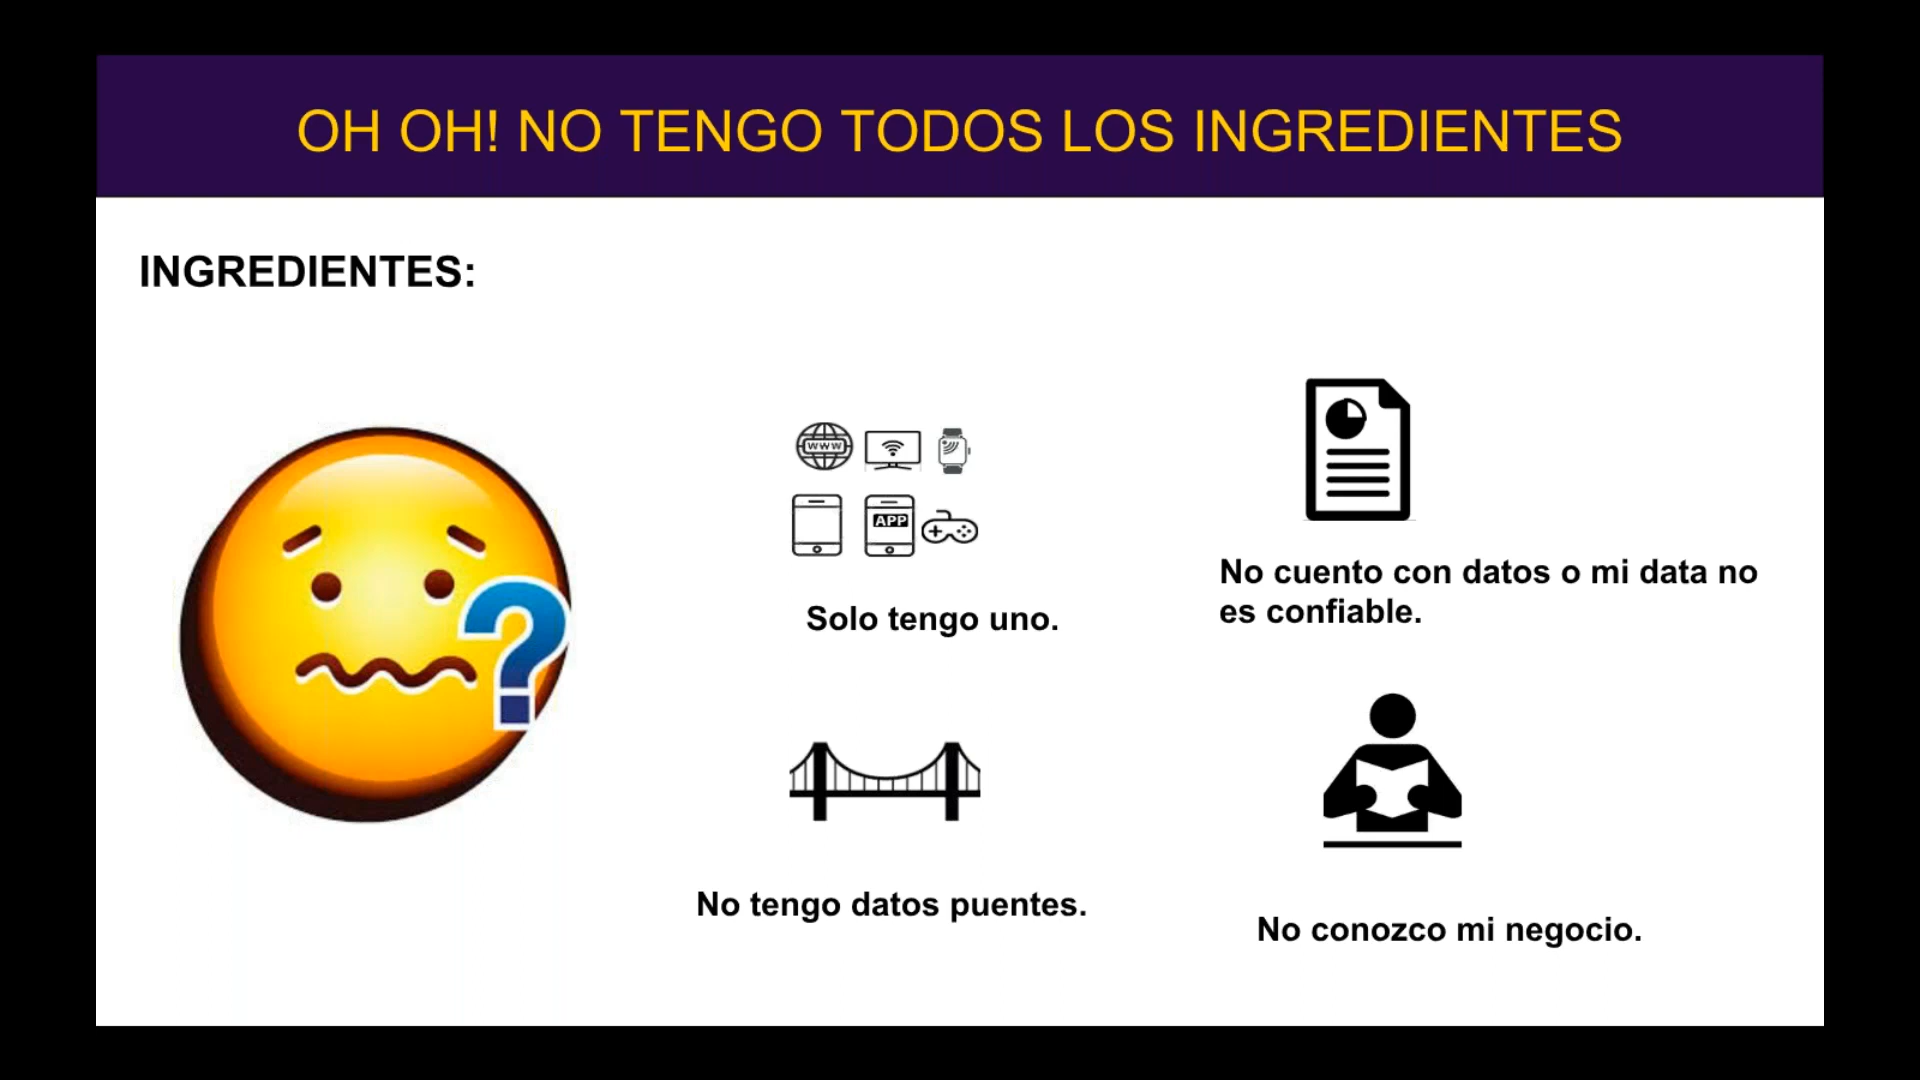 OH OH! NO TENGO TODOS LOS INGREDIENTES
INGREDIENTES:
WWW
APP
Solo tengo uno.
No cuento con datos o mi data no
es confiable.
?
No tengo datos puentes.
No conozco mi negocio.